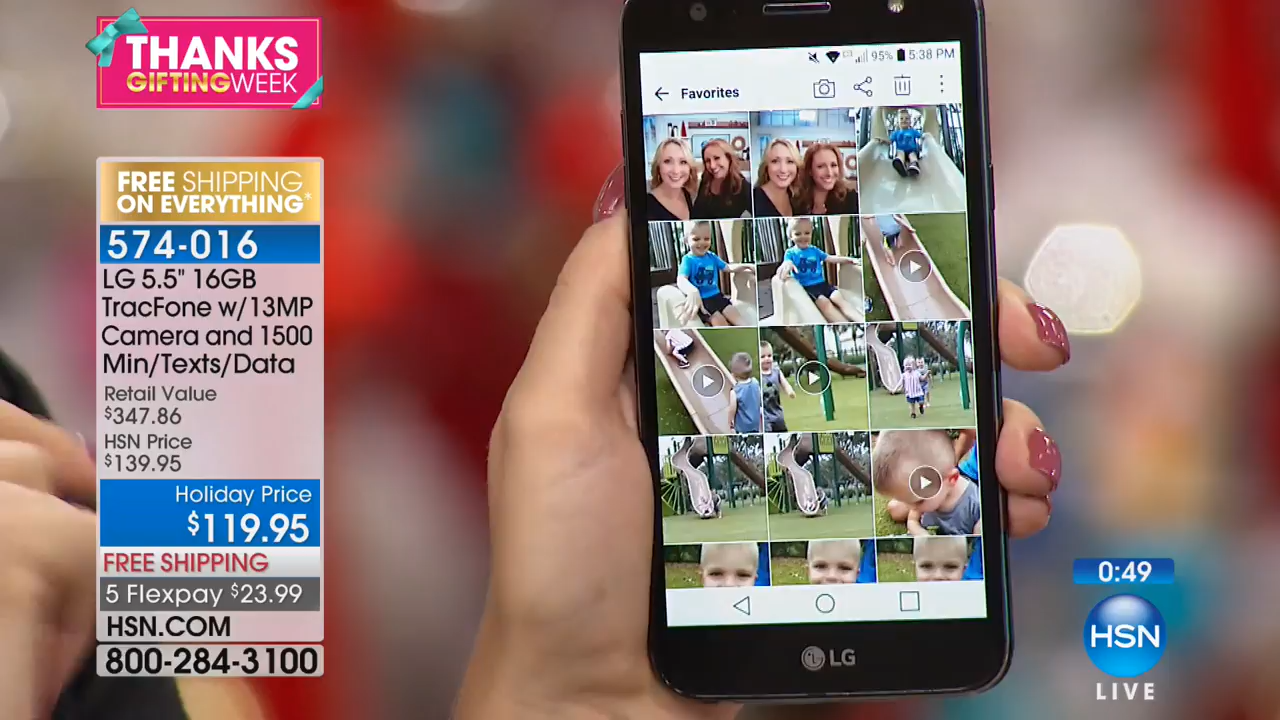 THANKS
GIFTINGWEEK
FREE SHIPPING
ON EVERYTHING*
574-016
LG 5.5" 16GB
TracFone w/13MP
Camera and 1500
Min/Texts/Data
Retail Value
$347.86
HSN Price
$139.95
Holiday Price
$119.95
FREE SHIPPING
5 Flexpay $23.99
HSN.COM
800-284-3100
95% 5:38 PM
Favorites
LG
0:49
HSN
LIVE